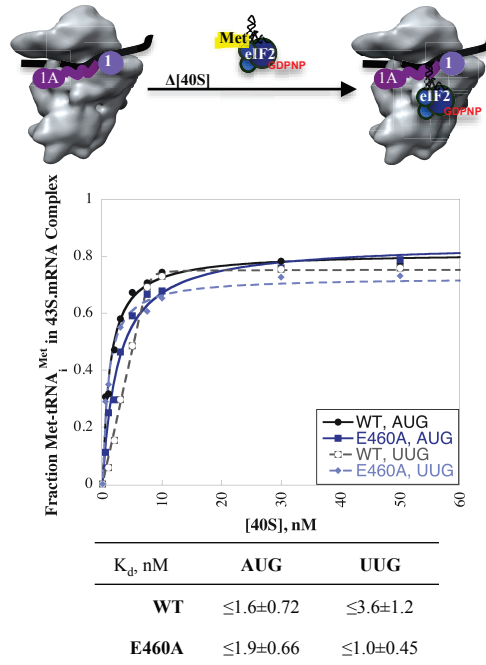 Met
1A
1
eIF2
GDPNP
Δ[40S]
1A
1
eIF2
GDPNP
Fraction Met-tRNAiMet in 43S.mRNA Complex
1
0.8
0.6
0.4
0.2
0
WT, AUG
E460A, AUG
WT, UUG
E460A, UUG
0 10 20 30 40 50 60
[40S], nM
Kd, nM AUG UUG
WT ≤1.6±0.72 ≤3.6±1.2
E460A ≤1.9±0.66 ≤1.0±0.45